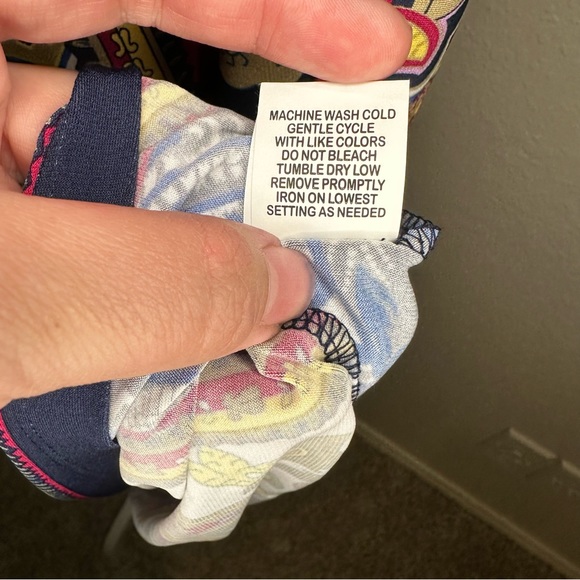 MACHINE WASH COLD
GENTLE CYCLE
WITH LIKE COLORS
DO NOT BLEACH
TUMBLE DRY LOW
REMOVE PROMPTLY
IRON ON LOWEST
SETTING AS NEEDED